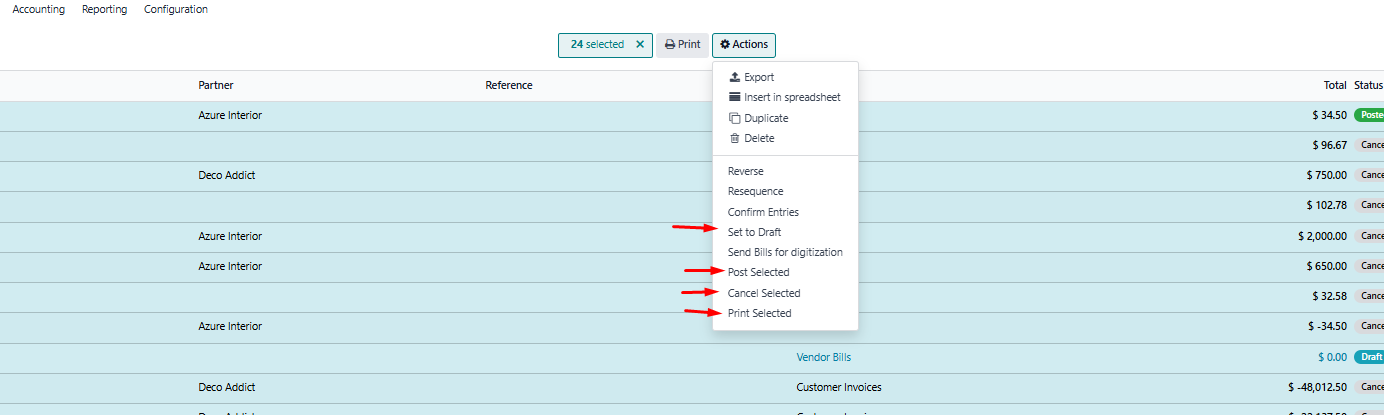 Accounting Reporting Configuration
24 selected × Print Actions
Partner Reference Total Status
Export
Insert in spreadsheet
Duplicate
Delete
Reverse
Resequence
Confirm Entries
Set to Draft
Send Bills for digitization
Post Selected
Cancel Selected
Print Selected
Azure Interior $ 34.50 Poste
$ 96.67 Cance
Deco Addict $ 750.00 Cance
$ 102.78 Cance
Azure Interior $ 2,000.00 Cance
Azure Interior $ 650.00 Cance
$ 32.58 Cance
Azure Interior $ -34.50 Cance
Vendor Bills $ 0.00 Draft
Deco Addict Customer Invoices $ -48,012.50 Cance